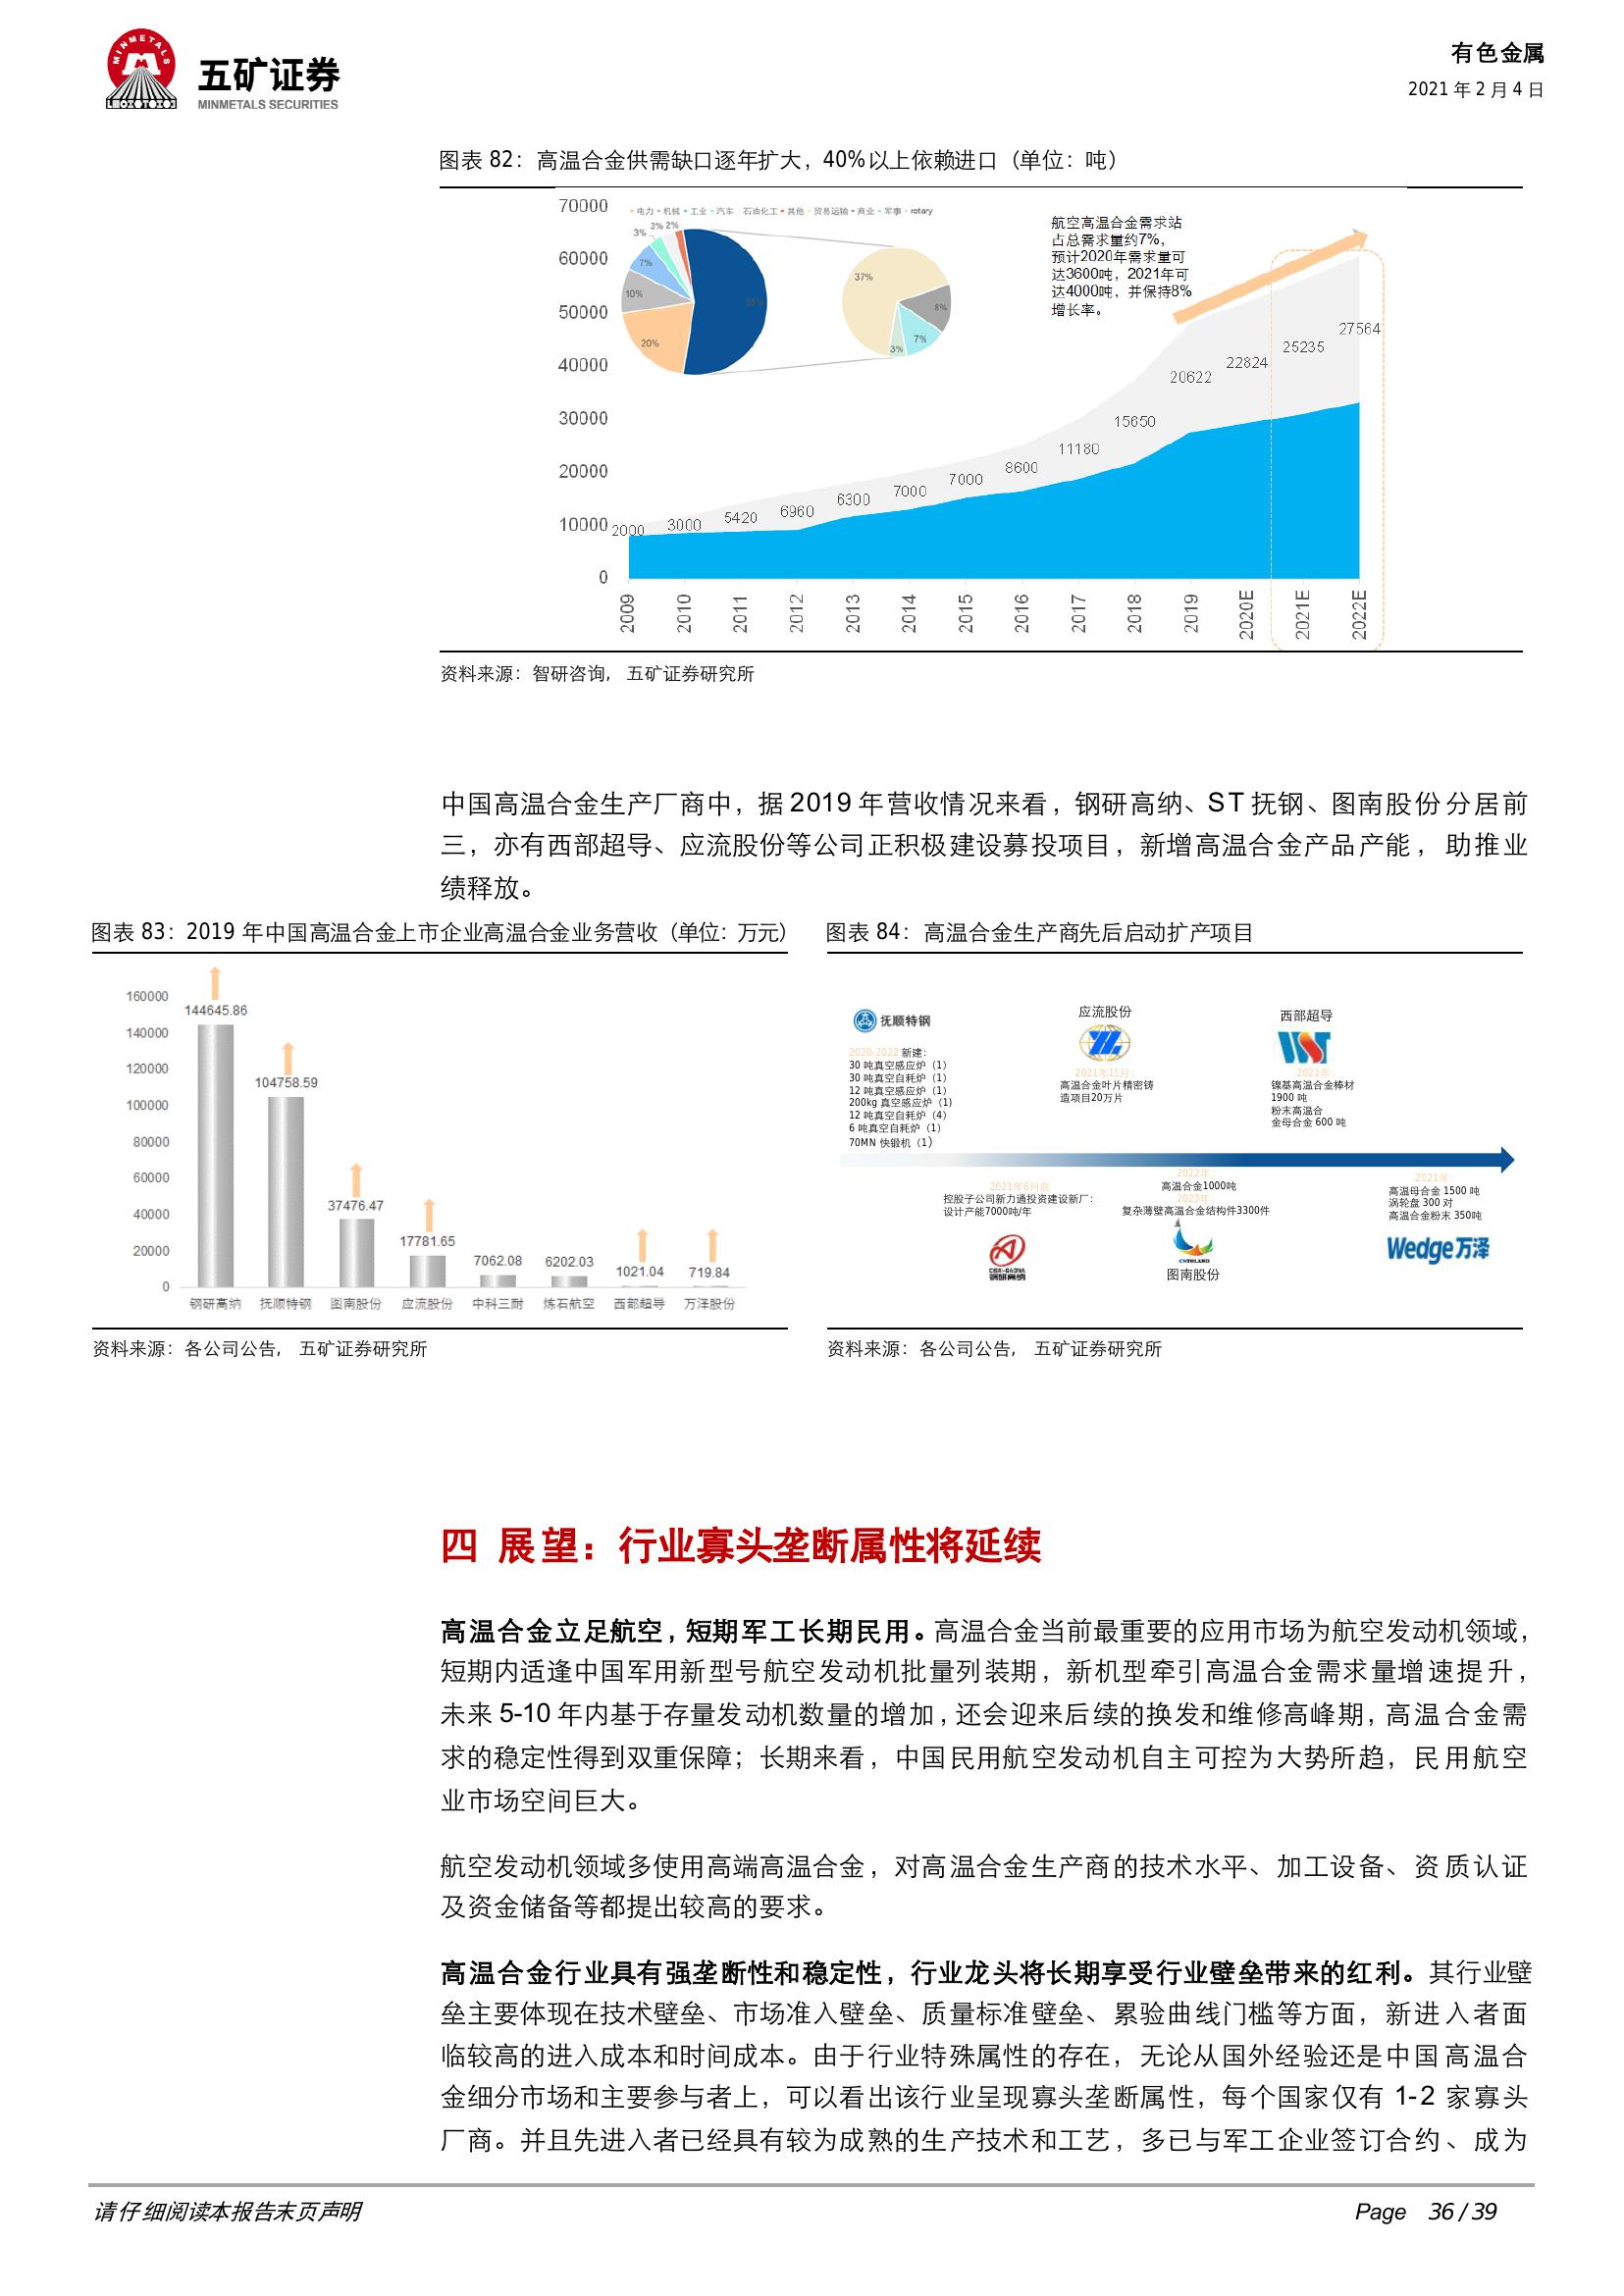 MINMETALS
五矿证券
MINMETALS SECURITIES
有色金属
2021 年 2 月 4 日
图表 82：高温合金供需缺口逐年扩大，40%以上依赖进口（单位：吨）
70000
60000
50000
40000
30000
20000
10000
0
电力 机械 工业 汽车 石油化工 其他 贸易运输 商业 军事 rotary
3% 3% 2%
7%
10%
20%
37%
8%
7%
3%
航空高温合金需求站
占总需求量约7%，
预计2020年需求量可
达3600吨，2021年可
达4000吨，并保持8%
增长率。
2000 3000 5420 6960 6300 7000 7000 8600 11180 15650 20622 22824 25235 27564
2009 2010 2011 2012 2013 2014 2015 2016 2017 2018 2019 2020E 2021E 2022E
资料来源：智研咨询， 五矿证券研究所
中国高温合金生产厂商中，据 2019 年营收情况来看，钢研高纳、ST 抚钢、图南股份分居前
三，亦有西部超导、应流股份等公司正积极建设募投项目，新增高温合金产品产能，助推业
绩释放。
图表 83：2019 年中国高温合金上市企业高温合金业务营收（单位：万元）
160000
140000
120000
100000
80000
60000
40000
20000
0
144645.86 104758.59 37476.47 17781.65 7062.08 6202.03 1021.04 719.84
钢研高纳 抚顺特钢 图南股份 应流股份 中科三耐 炼石航空 西部超导 万泽股份
资料来源：各公司公告， 五矿证券研究所
图表 84：高温合金生产商先后启动扩产项目
抚顺特钢
2020-2022 新建：
30 吨真空感应炉（1）
30 吨真空自耗炉（1）
12 吨真空感应炉（1）
200kg 真空感应炉（1）
12 吨真空自耗炉（4）
6 吨真空自耗炉（1）
70MN 快锻机（1）
应流股份
2021年11月：
高温合金叶片精密铸
造项目20万片
西部超导
2021年：
镍基高温合金棒材
1900 吨
粉末高温合
金母合金 600 吨
2021年6月底
控股子公司新力通投资建设新厂：
设计产能7000吨/年
钢研高纳
2022年：
高温合金1000吨
2023年：
复杂薄壁高温合金结构件3300件
图南股份
2021年：
高温母合金 1500 吨
涡轮盘 300 对
高温合金粉末 350吨
Wedge万泽
资料来源：各公司公告， 五矿证券研究所
四 展望：行业寡头垄断属性将延续
高温合金立足航空，短期军工长期民用。高温合金当前最重要的应用市场为航空发动机领域，
短期内适逢中国军用新型号航空发动机批量列装期，新机型牵引高温合金需求量增速提升，
未来 5-10 年内基于存量发动机数量的增加，还会迎来后续的换发和维修高峰期，高温合金需
求的稳定性得到双重保障；长期来看，中国民用航空发动机自主可控为大势所趋，民用航空
业市场空间巨大。
航空发动机领域多使用高端高温合金，对高温合金生产商的技术水平、加工设备、资质认证
及资金储备等都提出较高的要求。
高温合金行业具有强垄断性和稳定性，行业龙头将长期享受行业壁垒带来的红利。其行业壁
垒主要体现在技术壁垒、市场准入壁垒、质量标准壁垒、累验曲线门槛等方面，新进入者面
临较高的进入成本和时间成本。由于行业特殊属性的存在，无论从国外经验还是中国高温合
金细分市场和主要参与者上，可以看出该行业呈现寡头垄断属性，每个国家仅有 1-2 家寡头
厂商。并且先进入者已经具有较为成熟的生产技术和工艺，多已与军工企业签订合约、成为
请仔细阅读本报告末页声明
Page 36 / 39